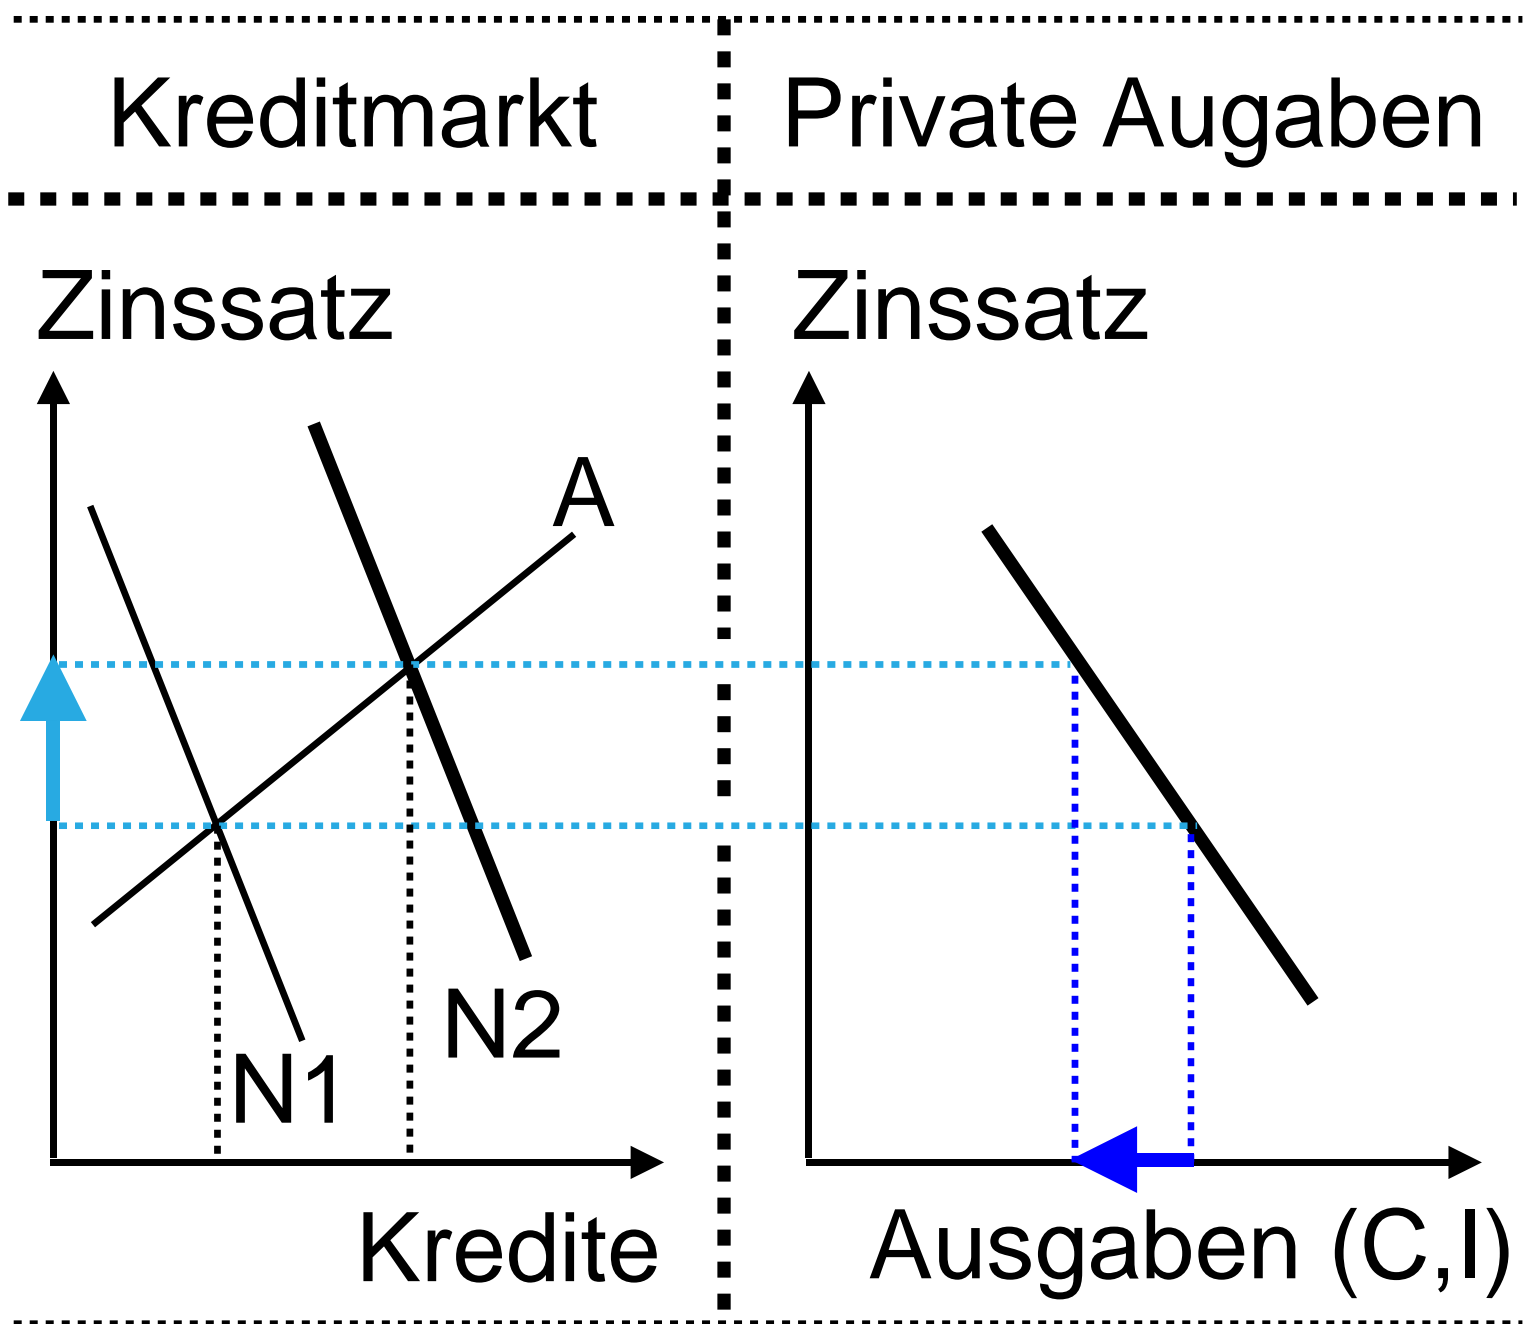 Kreditmarkt
Private Augaben
Zinssatz
Zinssatz
A
N2
N1
Kredite
Ausgaben (C,I)